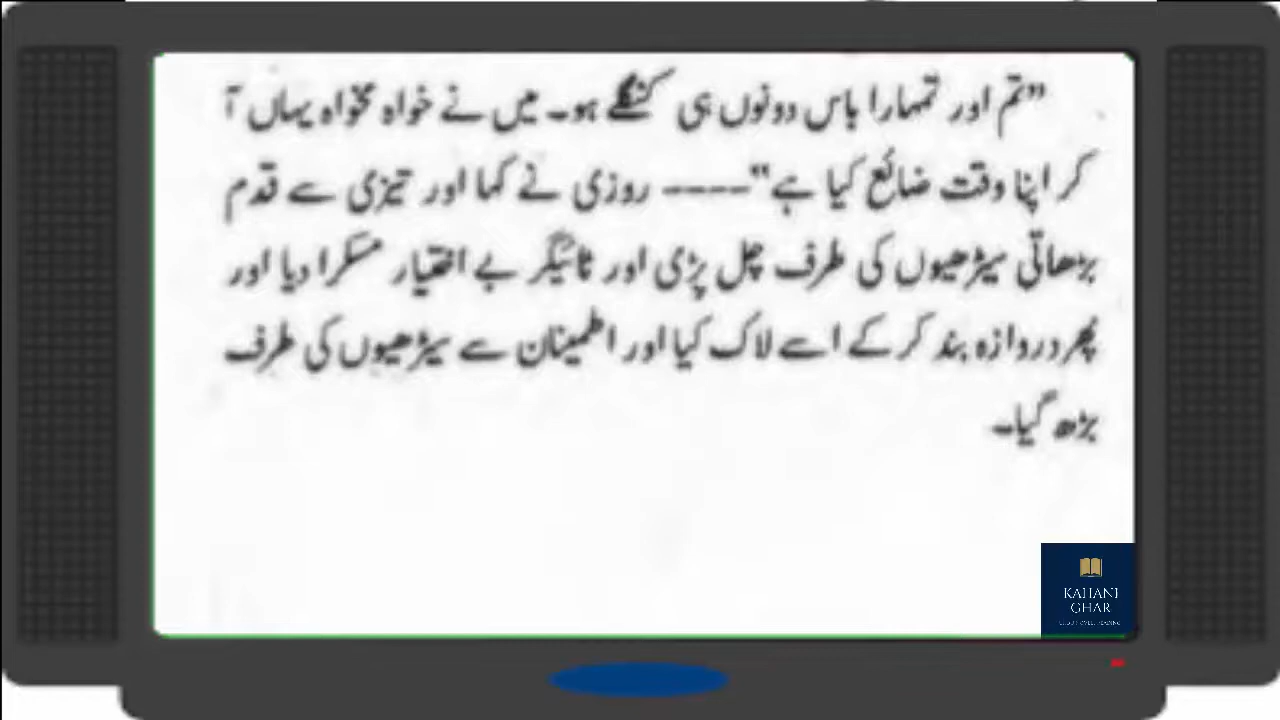 "تم اور تمہارا باس دونوں ہی کنگلے ہو۔ میں نے خواہ مخواہ یہاں آ
کر اپنا وقت ضائع کیا ہے"---- روزی نے کہا اور تیزی سے قدم
بڑھاتی سیڑھیوں کی طرف چل پڑی اور ٹائیگر بے اختیار مسکرا دیا اور
پھر دروازہ بند کر کے اسے لاک کیا اور اطمینان سے سیڑھیوں کی طرف
بڑھ گیا۔
KAHANI
GHAR